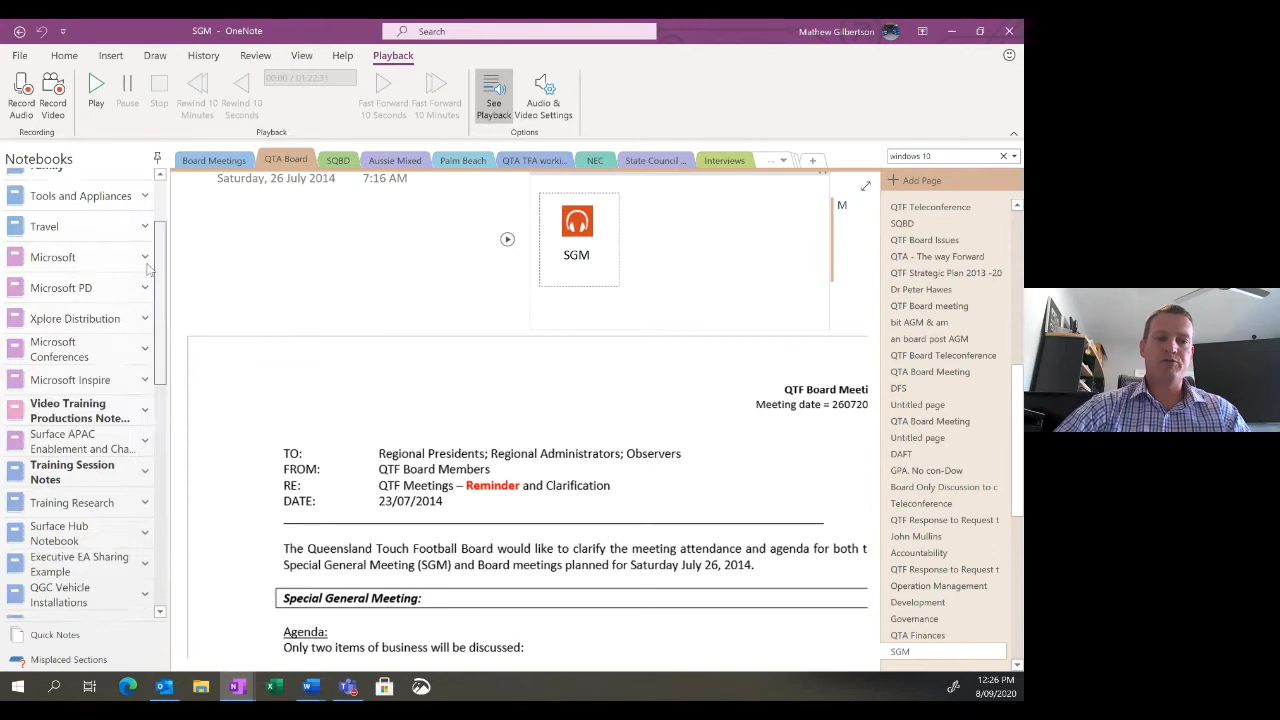 SGM - OneNote
Search
Mathew Gilbertson
File Home Insert Draw History Review View Help Playback
Record Audio
Record Video
Play
Pause
Stop
Rewind 10 Minutes
Rewind 10 Seconds
00:00 / 01:22:31
Fast Forward 10 Seconds
Fast Forward 10 Minutes
See Playback
Audio & Video Settings
Recording
Playback
Options
Notebooks
Family
Tools and Appliances
Travel
Microsoft
Microsoft PD
Xplore Distribution
Microsoft
Conferences
Microsoft Inspire
Video Training
Productions Note...
Surface APAC
Enablement and Cha...
Training Session
Notes
Training Research
Surface Hub
Notebook
Executive EA Sharing
Example
QGC Vehicle
Installations
Quick Notes
Misplaced Sections
Board Meetings QTA Board SQBD Aussie Mixed Palm Beach QTA TFA worki... NEC State Council ... Interviews ...
Saturday, 26 July 2014 7:16 AM
SGM
M
QTF Board Meeti
Meeting date = 260720
TO: Regional Presidents; Regional Administrators; Observers
FROM: QTF Board Members
RE: QTF Meetings – Reminder and Clarification
DATE: 23/07/2014
The Queensland Touch Football Board would like to clarify the meeting attendance and agenda for both t
Special General Meeting (SGM) and Board meetings planned for Saturday July 26, 2014.
Special General Meeting:
Agenda:
Only two items of business will be discussed:
windows 10
Add Page
QTF Teleconference
SQBD
QTF Board Issues
QTA - The way Forward
QTF Strategic Plan 2013 -20
Dr Peter Hawes
QTF Board meeting
bit AGM & am
an board post AGM
QTF Board Teleconference
QTA Board Meeting
DFS
Untitled page
QTA Board Meeting
Untitled page
DAFT
GPA. No con-Dow
Board Only Discussion to c
Teleconference
QTF Response to Request t
John Mullins
Accountability
QTF Response to Request t
Operation Management
Development
Governance
QTA Finances
SGM
12:26 PM
8/09/2020